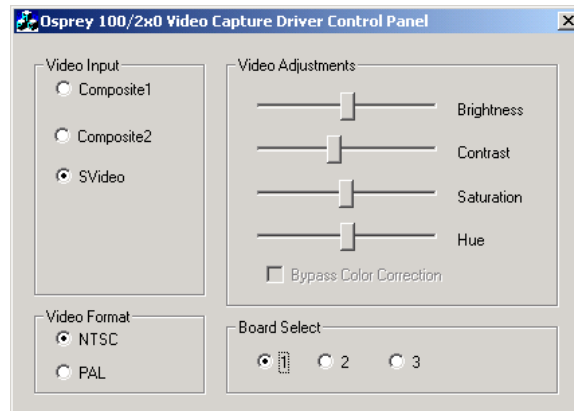 Osprey 100/2x0 Video Capture Driver Control Panel
Video Input
Composite1
Composite2
SVideo
Video Adjustments
Brightness
Contrast
Saturation
Hue
Bypass Color Correction
Video Format
NTSC
PAL
Board Select
1 2 3